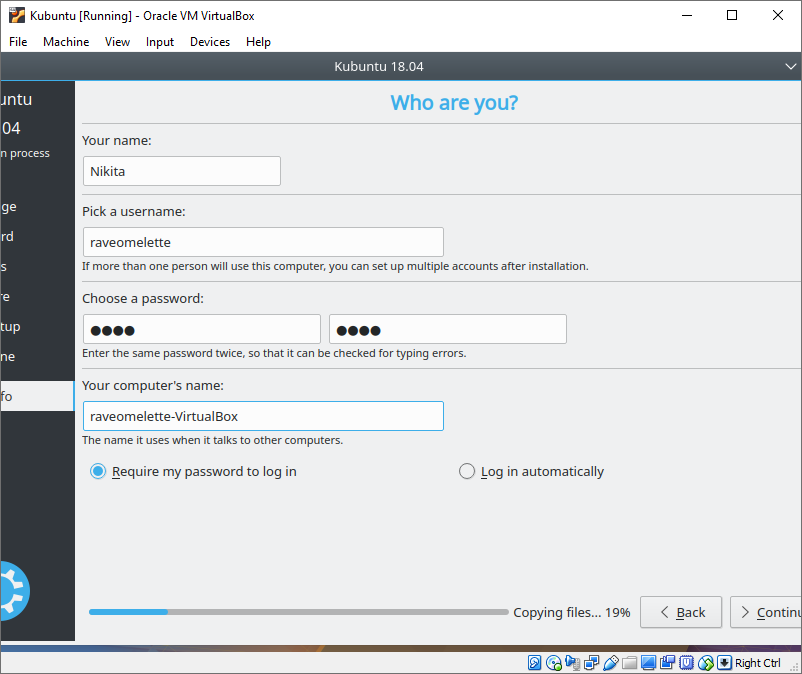 Kubuntu [Running] - Oracle VM VirtualBox
File Machine View Input Devices Help
Kubuntu 18.04
untu
04
n process
ge
rd
s
re
tup
ne
fo
Who are you?
Your name:
Nikita
Pick a username:
raveomelette
If more than one person will use this computer, you can set up multiple accounts after installation.
Choose a password:
●●●● ●●●●
Enter the same password twice, so that it can be checked for typing errors.
Your computer's name:
raveomelette-VirtualBox
The name it uses when it talks to other computers.
Require my password to log in Log in automatically
Copying files... 19% Back Continu
Right Ctrl